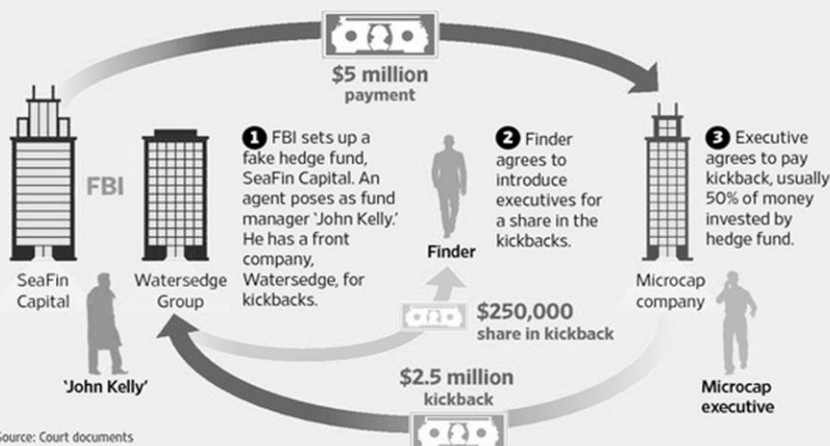 $5 million
payment
FBI
1 FBI sets up a
fake hedge fund,
SeaFin Capital. An
agent poses as fund
manager 'John Kelly.'
He has a front
company,
Watersedge, for
kickbacks.
2 Finder
agrees to
introduce
executives for
a share in the
kickbacks.
3 Executive
agrees to pay
kickback, usually
50% of money
invested by
hedge fund.
SeaFin
Capital
Watersedge
Group
Finder
Microcap
company
$250,000
share in kickback
'John Kelly'
$2.5 million
kickback
Microcap
executive
Source: Court documents